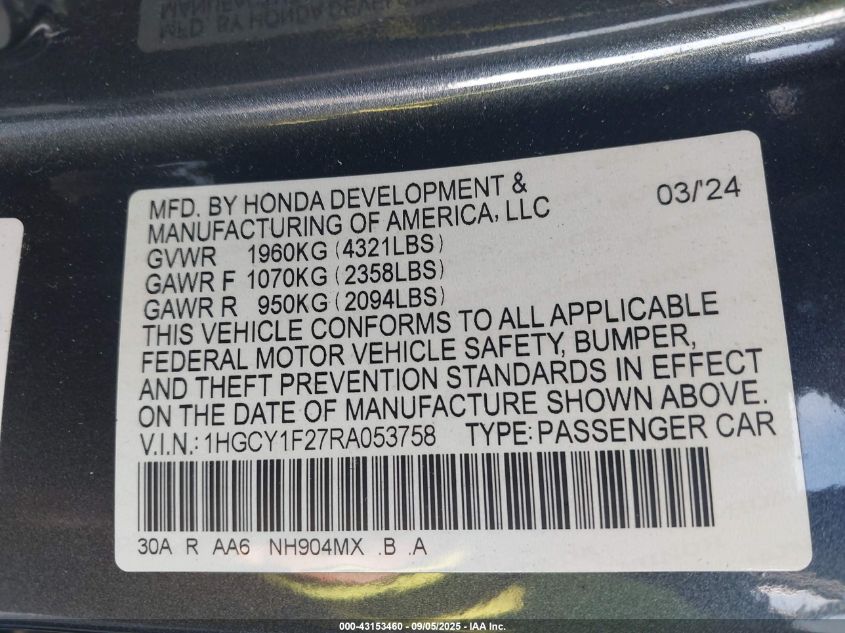 MFD. BY HONDA DEVELOPMENT &
MANUFACTURING OF AMERICA, LLC
03/'24
GVWR 1960KG (4321LBS)
GAWR F 1070KG (2358LBS)
GAWR R 950KG (2094LBS)
THIS VEHICLE CONFORMS TO ALL APPLICABLE
FEDERAL MOTOR VEHICLE SAFETY, BUMPER,
AND THEFT PREVENTION STANDARDS IN EFFECT
ON THE DATE OF MANUFACTURE SHOWN ABOVE.
V.I.N.: 1HGCY1F27RA053758 TYPE: PASSENGER CAR
30A R AA6 NH904MX .B .A
000-43153460 - 09/05/2025 - IAA Inc.